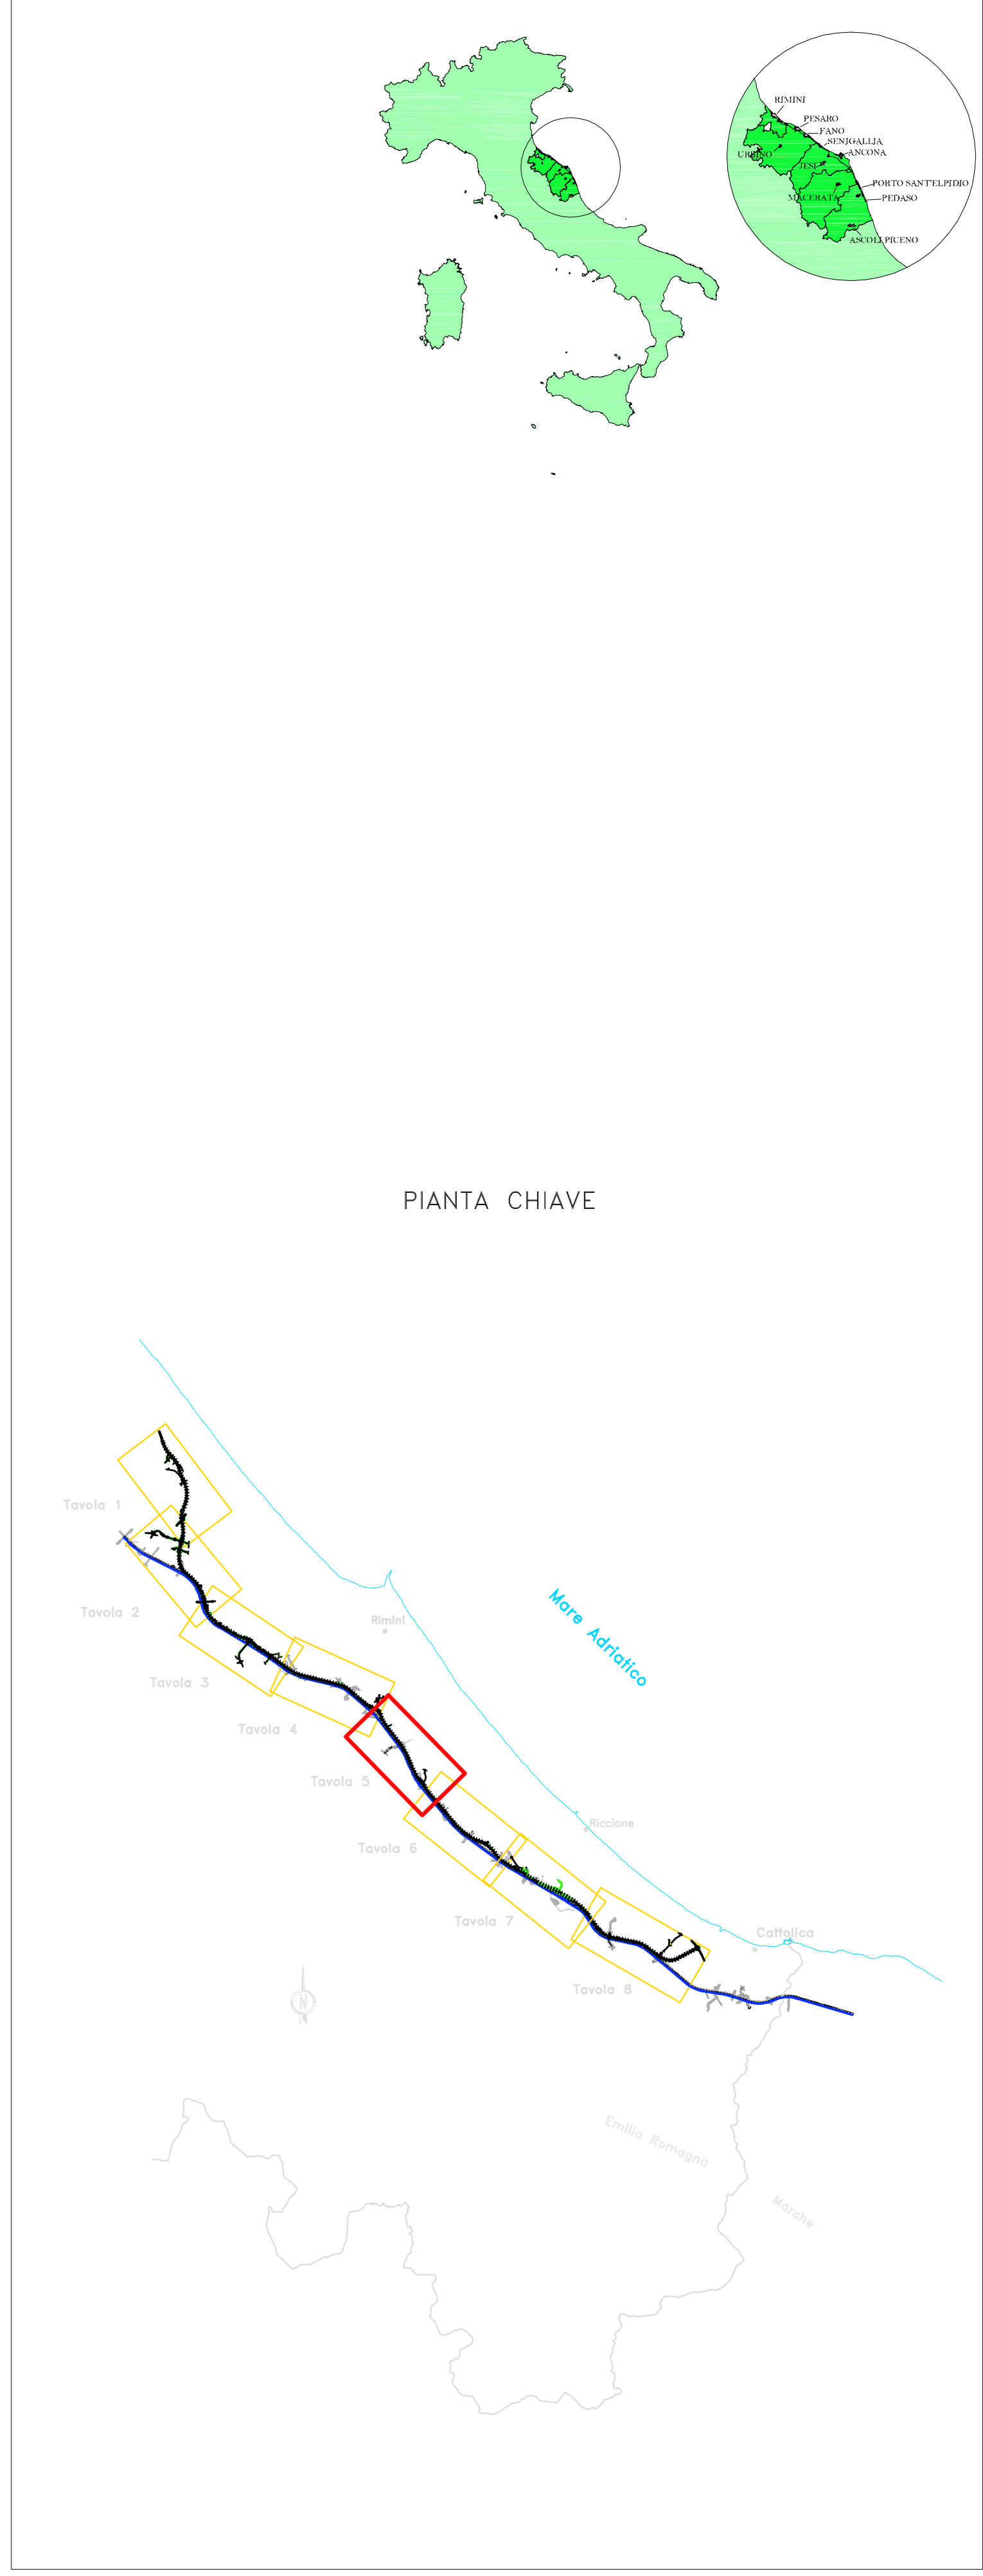 RIMINI
PESARO
FANO
SENIGALLIA
URBINO
ANCONA
JESI
PORTO SANT'ELPIDIO
MACERATA
PEDASO
ASCOLI PICENO
PIANTA CHIAVE
Tavola 1
Mare Adriatico
Tavola 2
Rimini
Tavola 3
Tavola 4
Tavola 5
Riccione
Tavola 6
Tavola 7
Cattolica
Tavola 8
N
Emilia Romagna
Marche